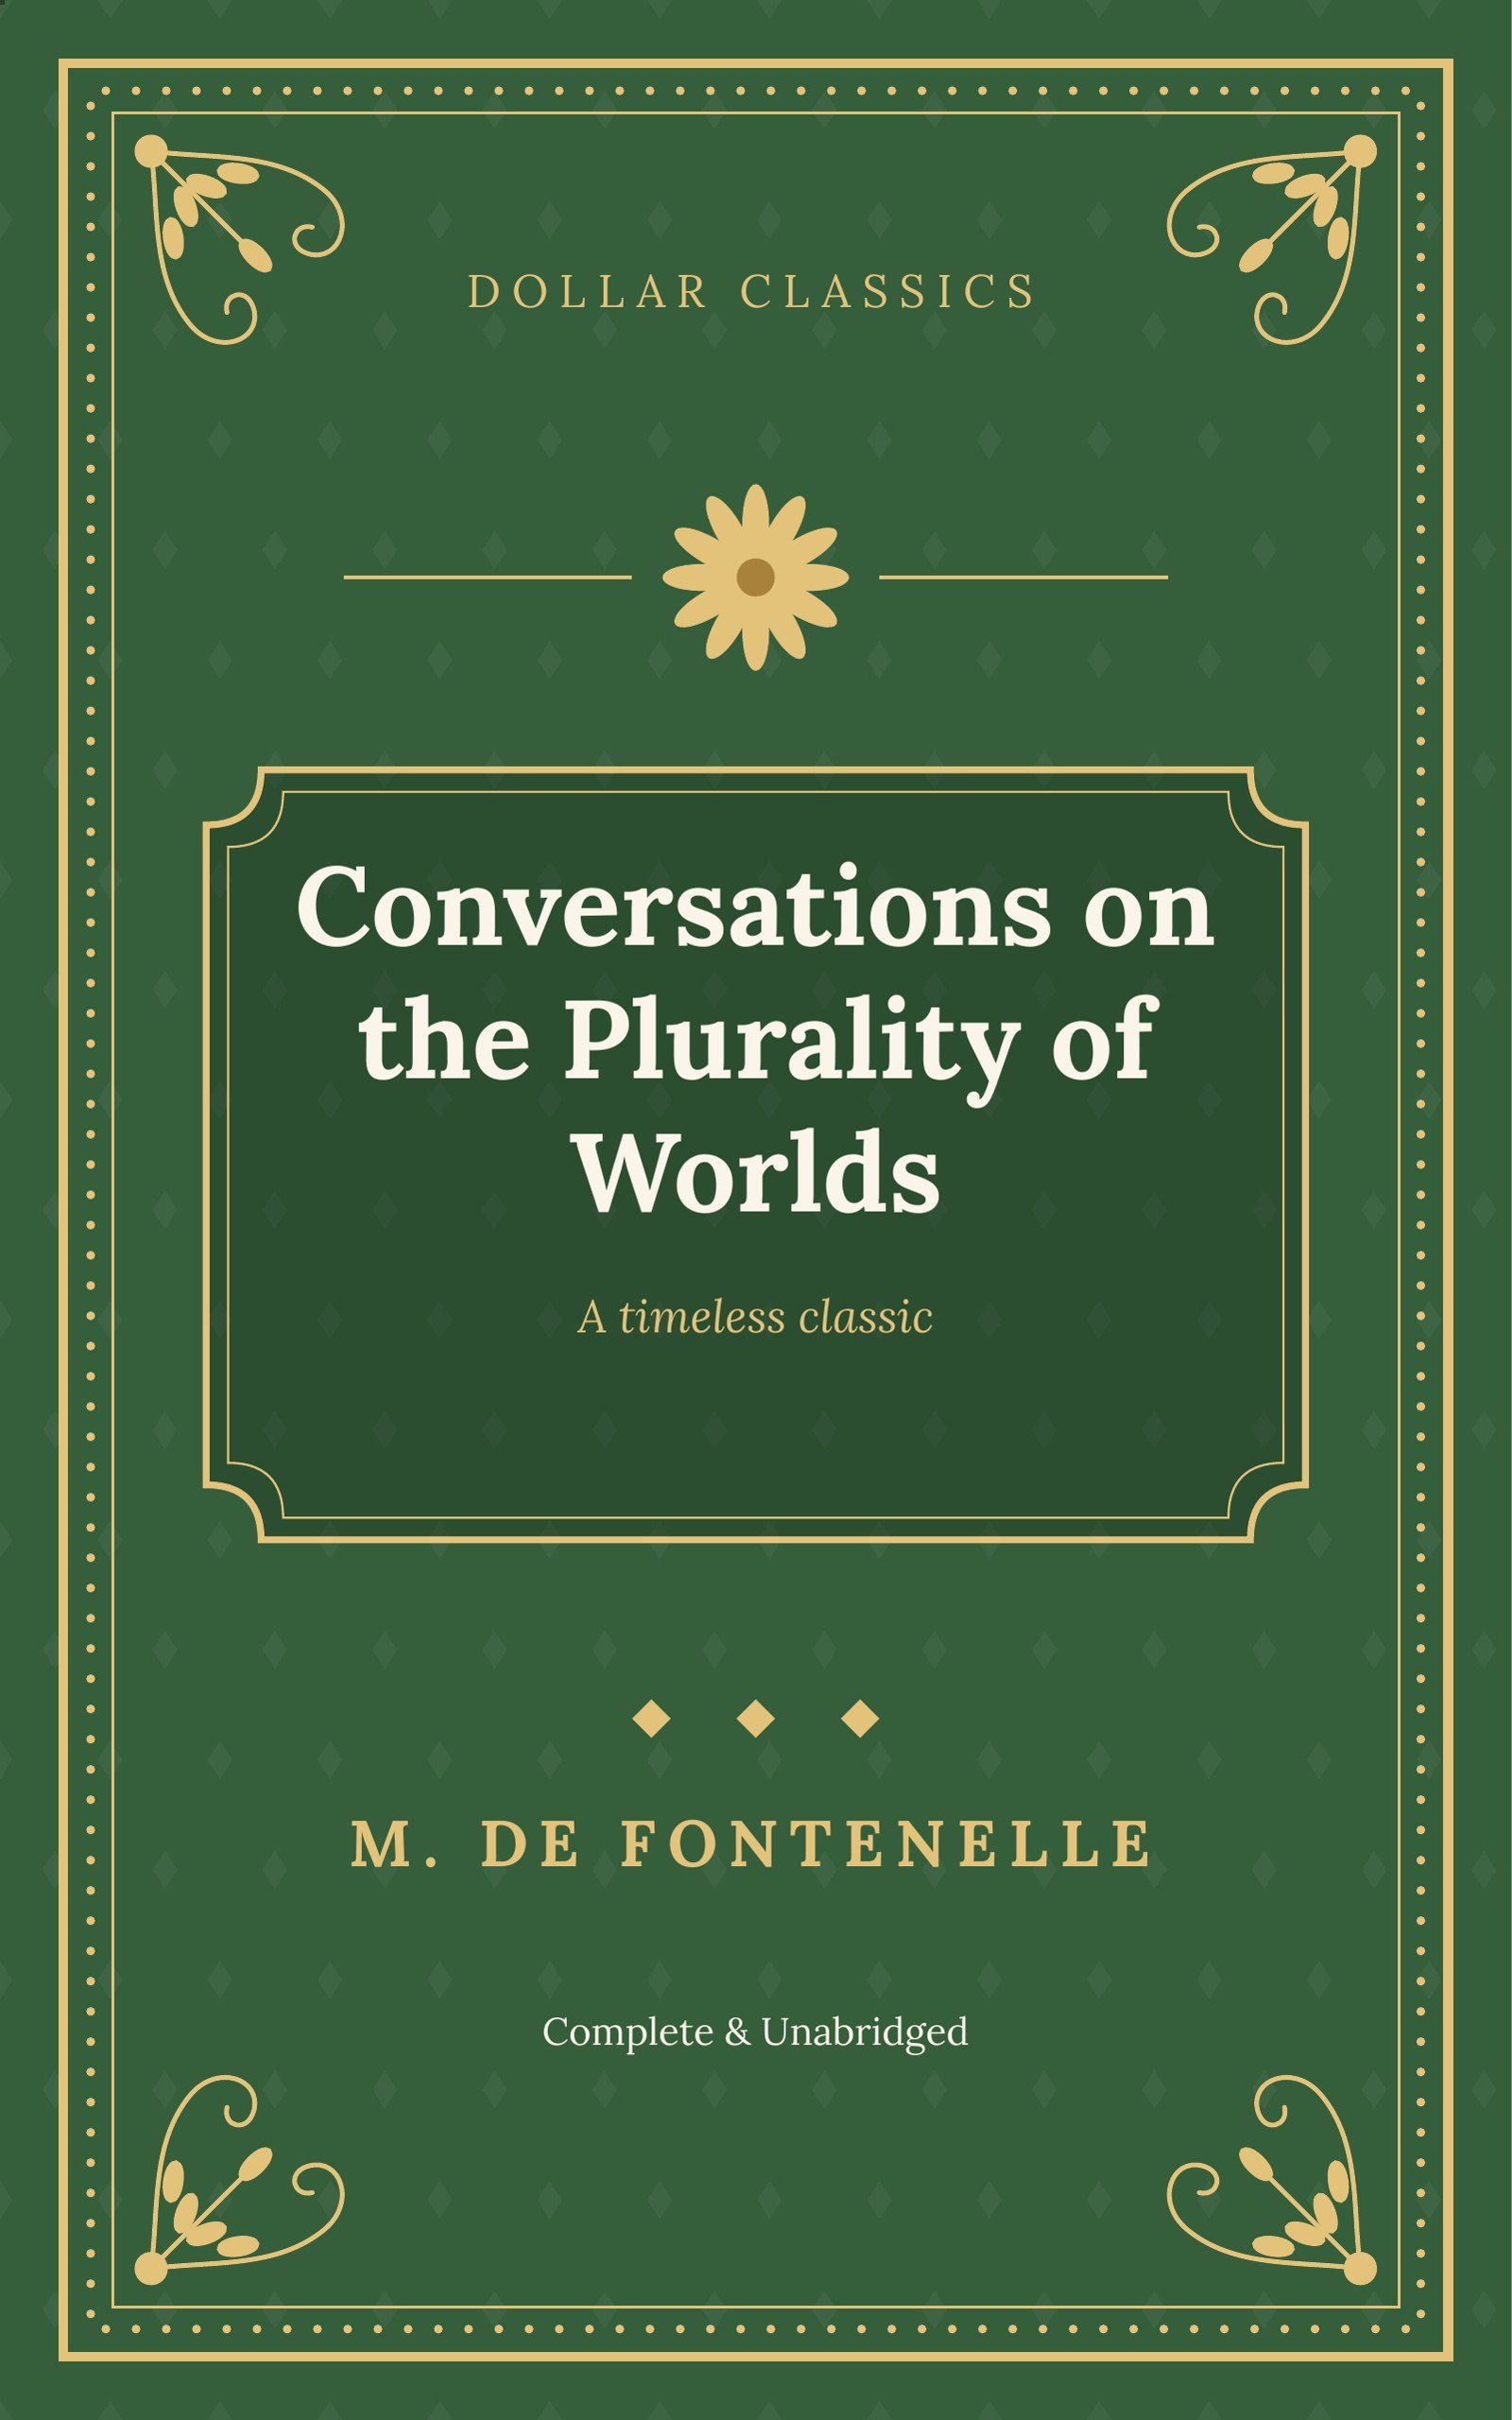 DOLLAR CLASSICS
Conversations on
the Plurality of
Worlds
A timeless classic
M. DE FONTENELLE
Complete & Unabridged